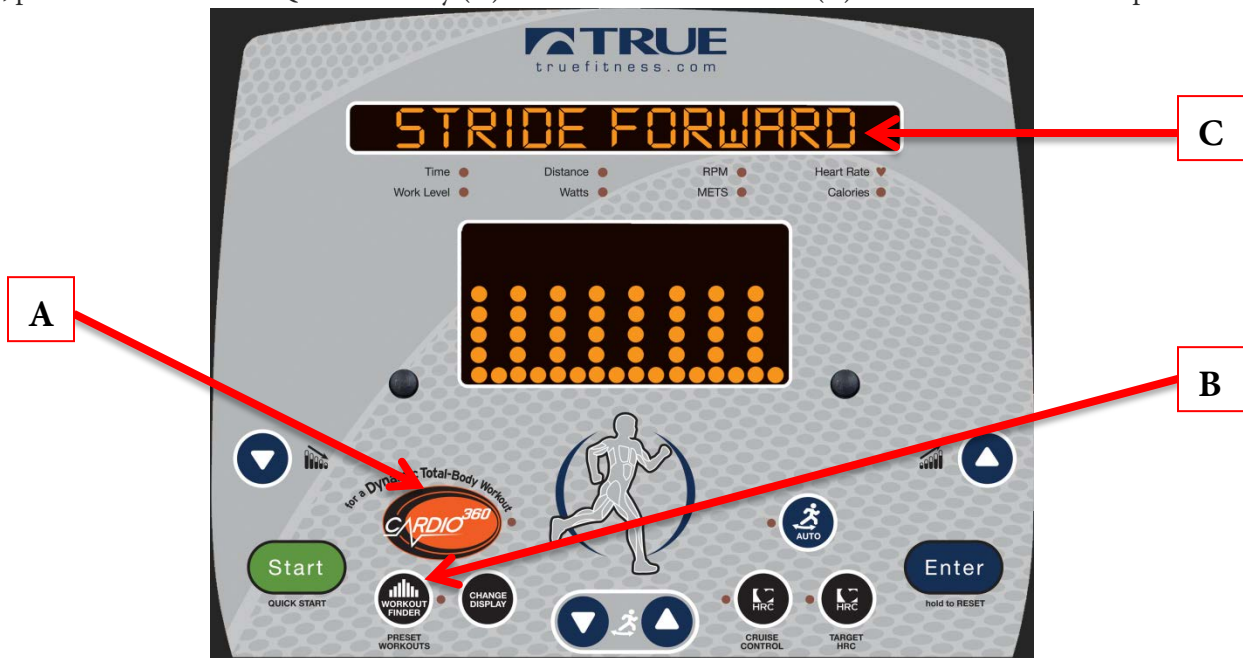 TRUE
truefitness.com
STRIDE FORWARD
C
Time Distance RPM Heart Rate
Work Level Watts METS Calories
A
B
for a Dynamic Total-Body Workout
CARDIO 360
AUTO
Start
Enter
QUICK START
hold to RESET
WORKOUT FINDER
CHANGE DISPLAY
HRC
HRC
PRESET WORKOUTS
CRUISE CONTROL
TARGET HRC